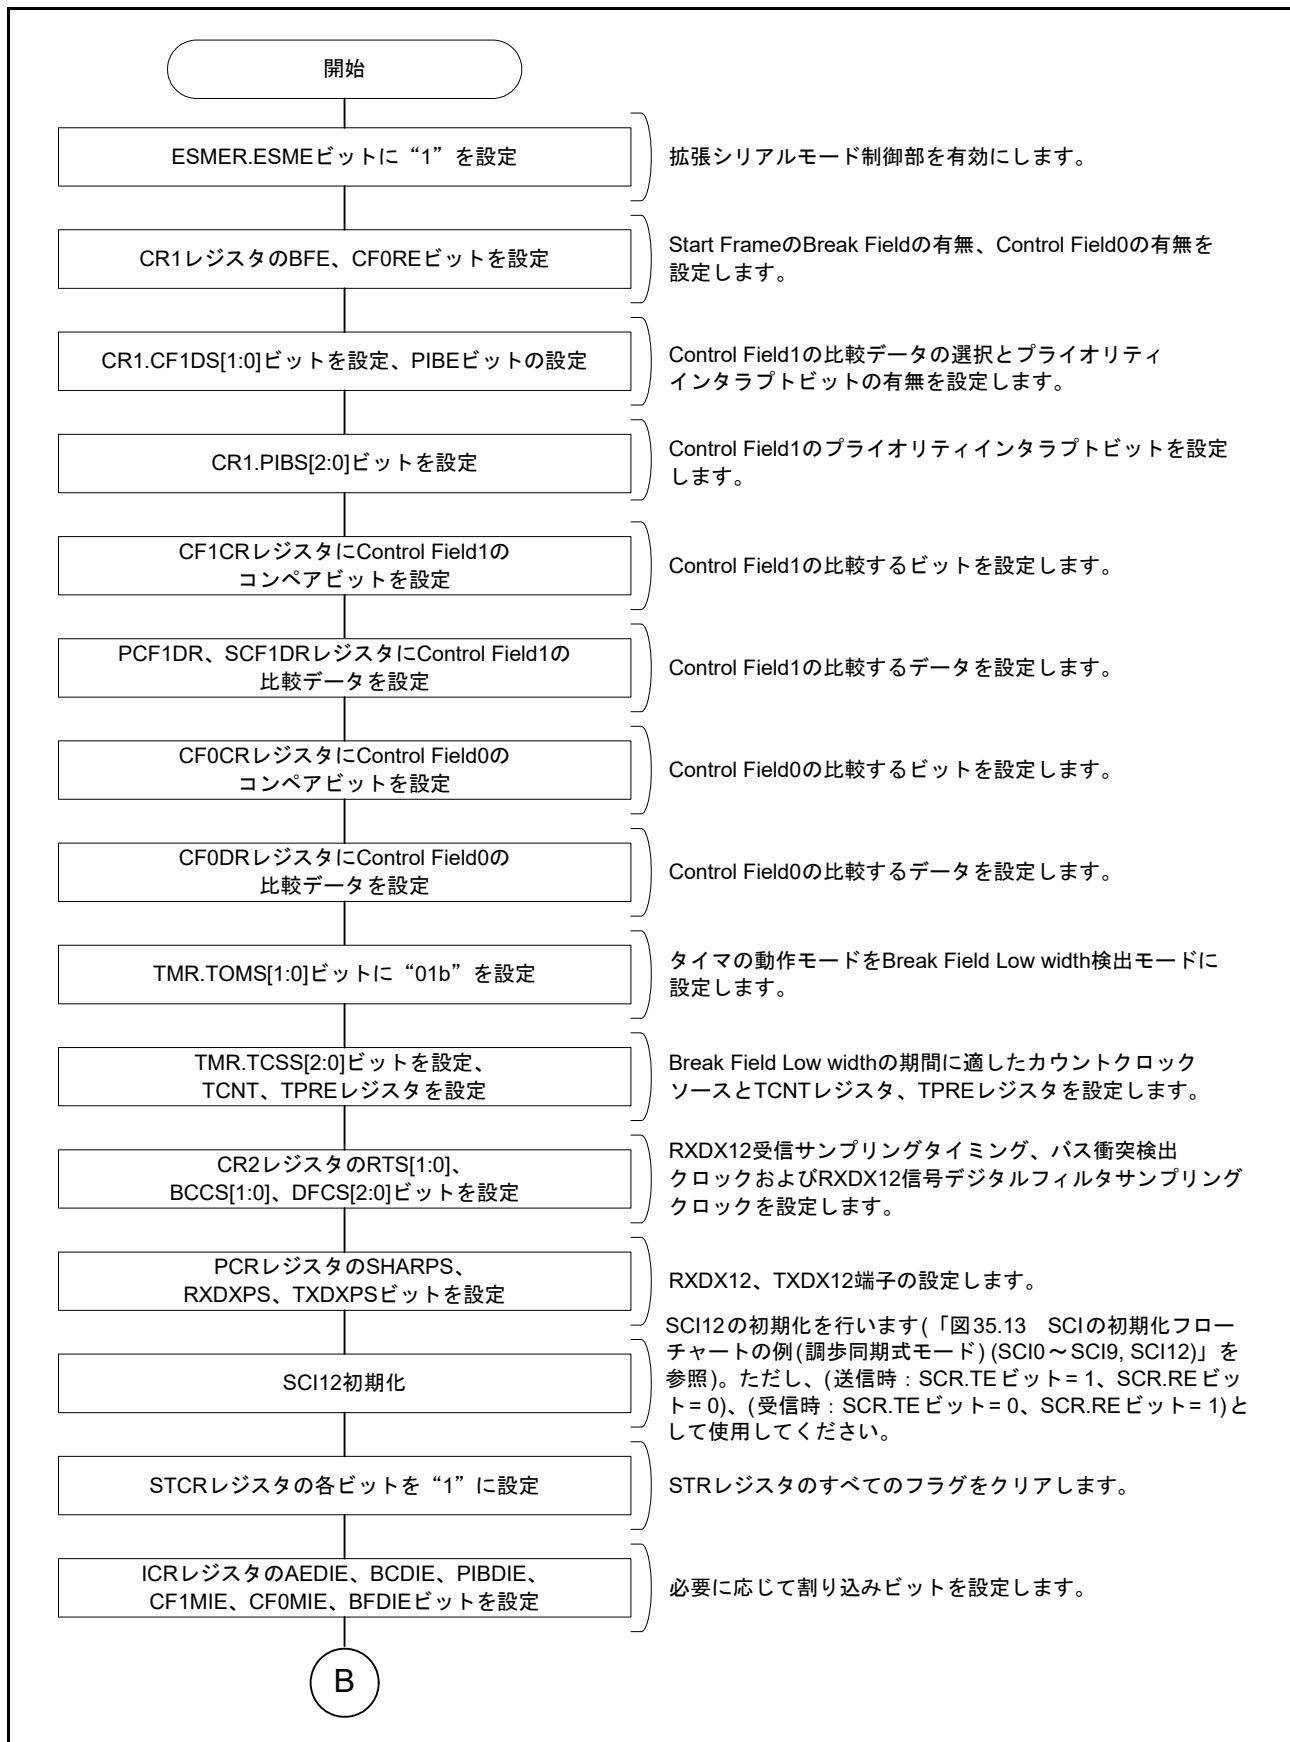 開始
ESMER.ESMEビットに“1”を設定
拡張シリアルモード制御部を有効にします。
CR1レジスタのBFE、CF0REビットを設定
Start FrameのBreak Fieldの有無、Control Field0の有無を
設定します。
CR1.CF1DS[1:0]ビットを設定、PIBEビットの設定
Control Field1の比較データの選択とプライオリティ
インタラプトビットの有無を設定します。
CR1.PIBS[2:0]ビットを設定
Control Field1のプライオリティインタラプトビットを設定
します。
CF1CRレジスタにControl Field1の
コンペアビットを設定
Control Field1の比較するビットを設定します。
PCF1DR、SCF1DRレジスタにControl Field1の
比較データを設定
Control Field1の比較するデータを設定します。
CF0CRレジスタにControl Field0の
コンペアビットを設定
Control Field0の比較するビットを設定します。
CF0DRレジスタにControl Field0の
比較データを設定
Control Field0の比較するデータを設定します。
TMR.TOMS[1:0]ビットに“01b”を設定
タイマの動作モードをBreak Field Low width検出モードに
設定します。
TMR.TCSS[2:0]ビットを設定、
TCNT、TPREレジスタを設定
Break Field Low widthの期間に適したカウントクロック
ソースとTCNTレジスタ、TPREレジスタを設定します。
CR2レジスタのRTS[1:0]、
BCCS[1:0]、DFCS[2:0]ビットを設定
RXDX12受信サンプリングタイミング、バス衝突検出
クロックおよびRXDX12信号デジタルフィルタサンプリング
クロックを設定します。
PCRレジスタのSHARPS、
RXDXPS、TXDXPSビットを設定
RXDX12、TXDX12端子の設定します。
SCI12初期化
SCI12の初期化を行います(「図35.13 SCIの初期化フロー
チャートの例(調歩同期式モード) (SCI0～SCI9, SCI12)」を
参照)。ただし、(送信時：SCR.TEビット= 1、SCR.REビッ
ト= 0)、(受信時：SCR.TEビット= 0、SCR.REビット= 1)と
して使用してください。
STCRレジスタの各ビットを“1”に設定
STRレジスタのすべてのフラグをクリアします。
ICRレジスタのAEDIE、BCDIE、PIBDIE、
CF1MIE、CF0MIE、BFDIEビットを設定
必要に応じて割り込みビットを設定します。
B